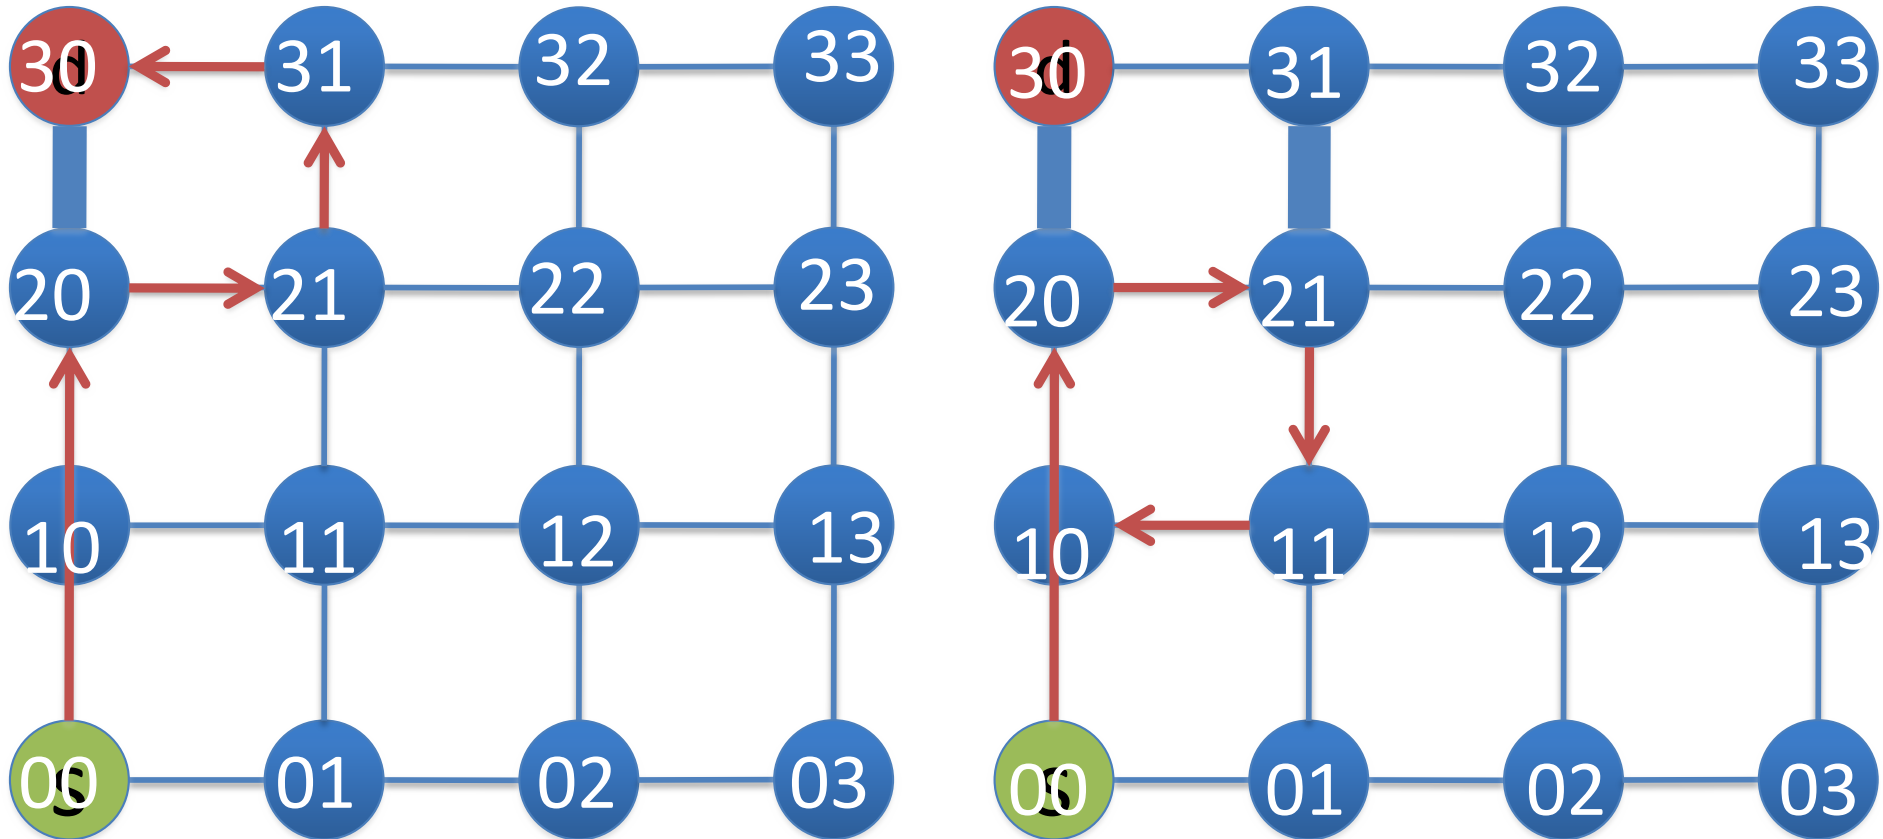 30 d 31 32 33 30 d 31 32 33
20 21 22 23 20 21 22 23
10 11 12 13 10 11 12 13
00 s 01 02 03 00 s 01 02 03